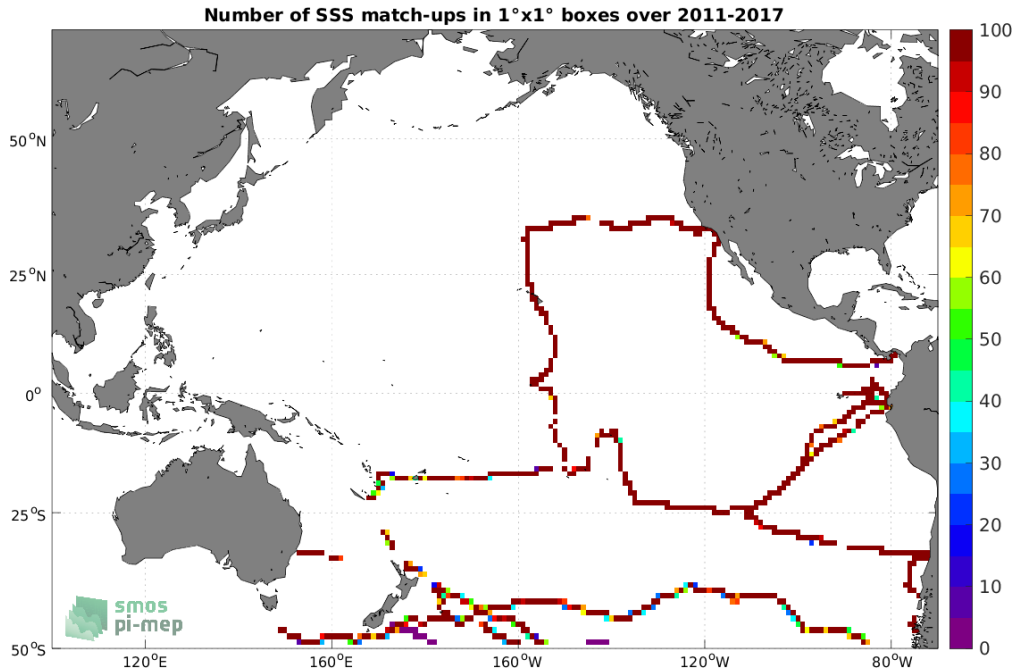 Number of SSS match-ups in 1°x1° boxes over 2011-2017
100
90
80
70
60
50
40
30
20
10
0
50°N
25°N
0°
25°S
50°S
120°E
160°E
160°W
120°W
80°W
smos
pi-mep